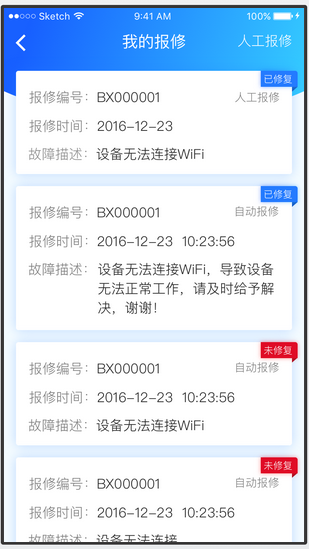 Sketch 9:41 AM 100%
我的报修 人工报修
已修复
报修编号：BX000001 人工报修
报修时间：2016-12-23
故障描述：设备无法连接WiFi
已修复
报修编号：BX000001 自动报修
报修时间：2016-12-23 10:23:56
故障描述：设备无法连接WiFi，导致设备
无法正常工作，请及时给予解
决，谢谢！
未修复
报修编号：BX000001 自动报修
报修时间：2016-12-23 10:23:56
故障描述：设备无法连接WiFi
未修复
报修编号：BX000001 自动报修
报修时间：2016-12-23 10:23:56
故障描述：设备无法连接